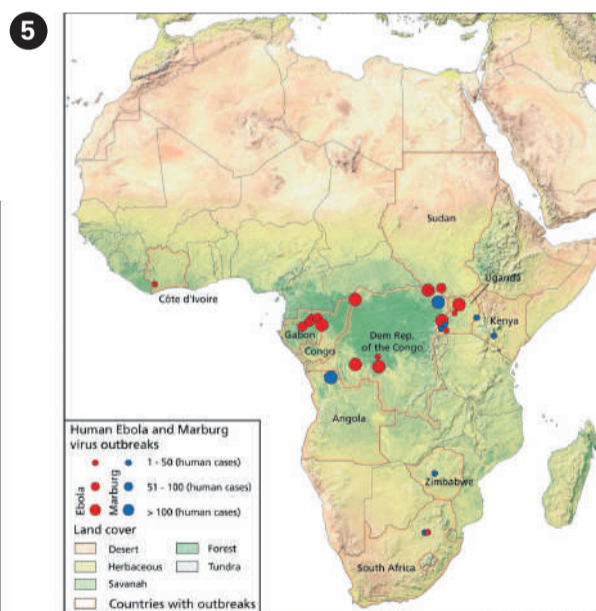 5
Sudan
Uganda
Côte d'Ivoire
Kenya
Gabon
Dem Rep.
of the Congo
Congo
Angola
Zimbabwe
South Africa
Human Ebola and Marburg
virus outbreaks
Ebola
Marburg
1 - 50 (human cases)
51 - 100 (human cases)
> 100 (human cases)
Land cover
Desert
Forest
Herbaceous
Tundra
Savanah
Countries with outbreaks